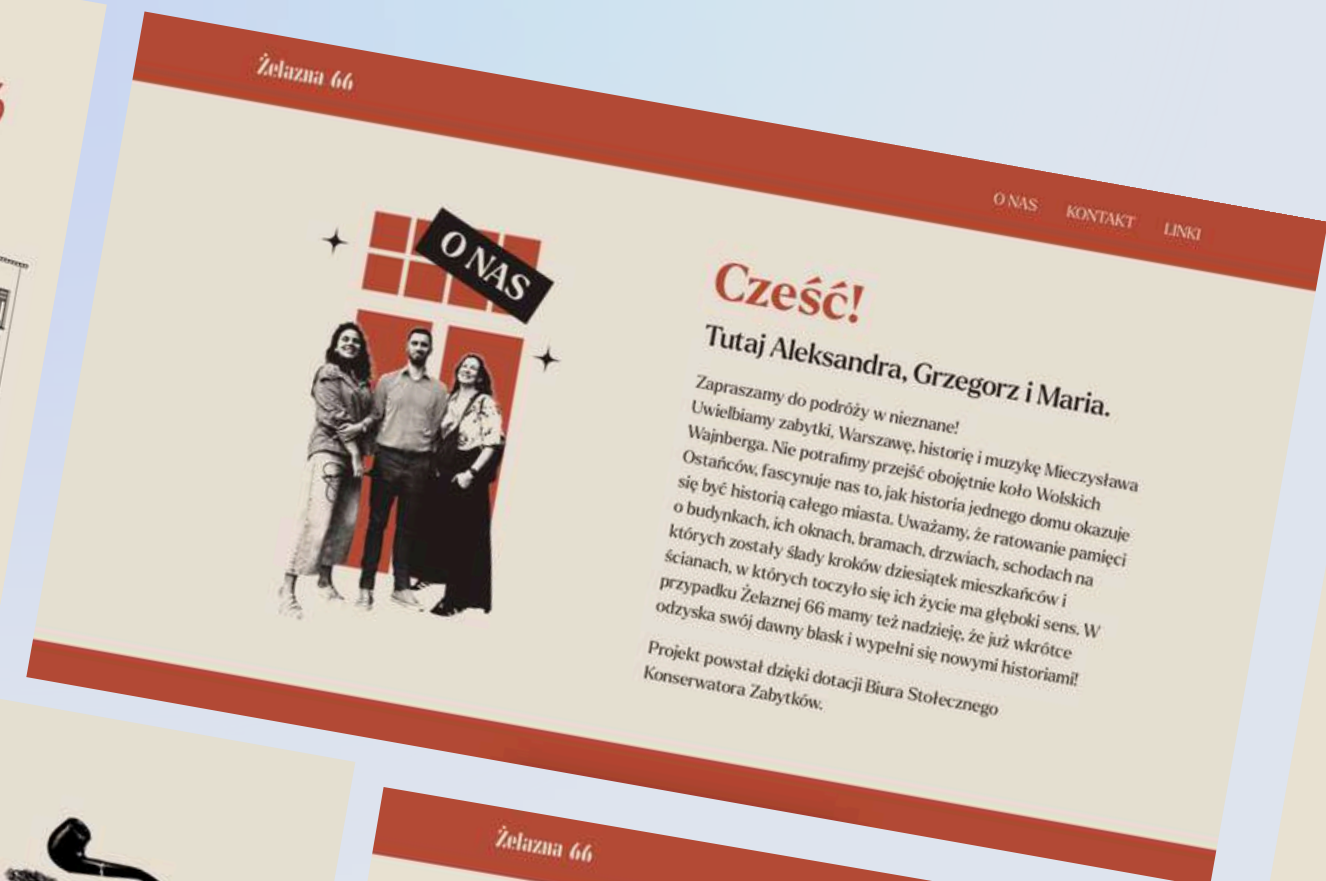 Żelazna 66
O NAS
KONTAKT
LINKI
O NAS
Cześć!
Tutaj Aleksandra, Grzegorz i Maria.
Zapraszamy do podróży w nieznane!
Uwielbiamy zabytki, Warszawę, historię i muzykę Mieczysława
Wajnberga. Nie potrafimy przejść obojętnie koło Wolskich
Ostańców, fascynuje nas to, jak historia jednego domu okazuje
się być historią całego miasta. Uważamy, że ratowanie pamięci
o budynkach, ich oknach, bramach, drzwiach, schodach na
których zostały ślady kroków dziesiątek mieszkańców i
ścianach, w których toczyło się ich życie ma głęboki sens. W
przypadku Żelaznej 66 mamy też nadzieję, że już wkrótce
odzyska swój dawny blask i wypełni się nowymi historiami!
Projekt powstał dzięki dotacji Biura Stołecznego
Konserwatora Zabytków.
Żelazna 66